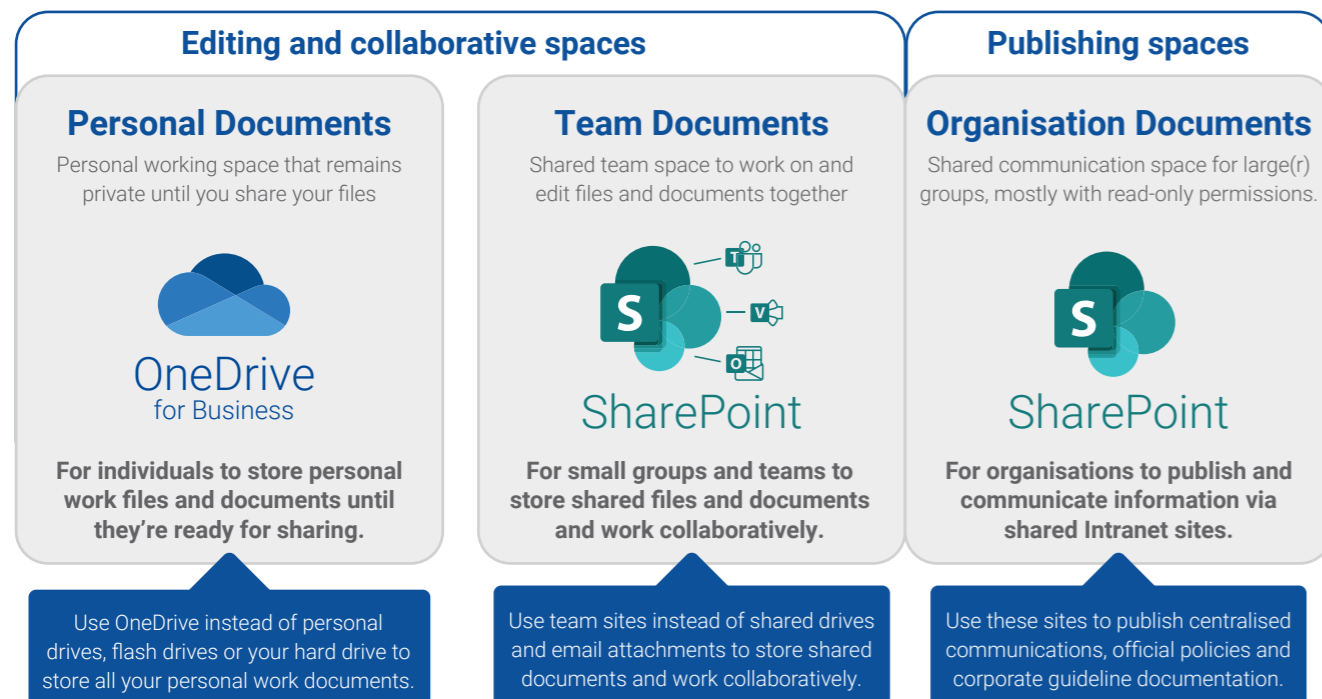 Editing and collaborative spaces
Publishing spaces
Personal Documents
Personal working space that remains
private until you share your files
OneDrive
for Business
For individuals to store personal
work files and documents until
they’re ready for sharing.
Use OneDrive instead of personal
drives, flash drives or your hard drive to
store all your personal work documents.
Team Documents
Shared team space to work on and
edit files and documents together
S
T
V
O
SharePoint
For small groups and teams to
store shared files and documents
and work collaboratively.
Use team sites instead of shared drives
and email attachments to store shared
documents and work collaboratively.
Organisation Documents
Shared communication space for large(r)
groups, mostly with read-only permissions.
S
SharePoint
For organisations to publish and
communicate information via
shared Intranet sites.
Use these sites to publish centralised
communications, official policies and
corporate guideline documentation.